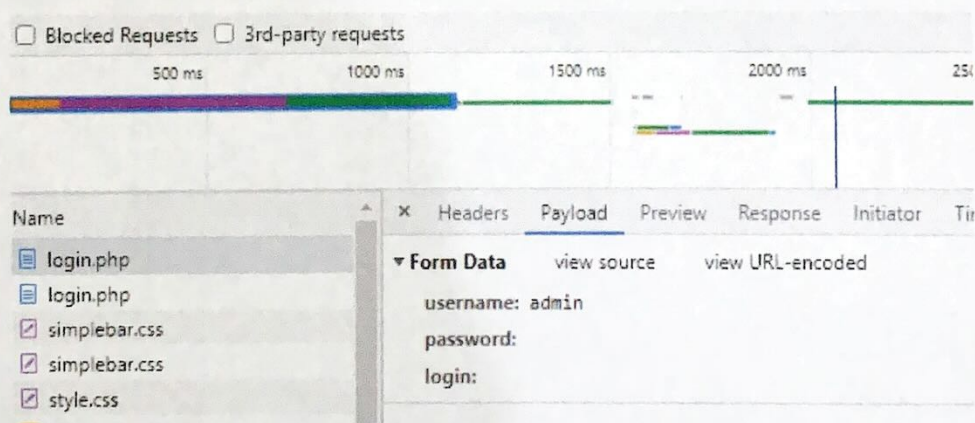 Blocked Requests 3rd-party requests
500 ms 1000 ms 1500 ms 2000 ms
Name
login.php
login.php
simplebar.css
simplebar.css
style.css
× Headers Payload Preview Response Initiator
Form Data view source view URL-encoded
username: admin
password:
login: